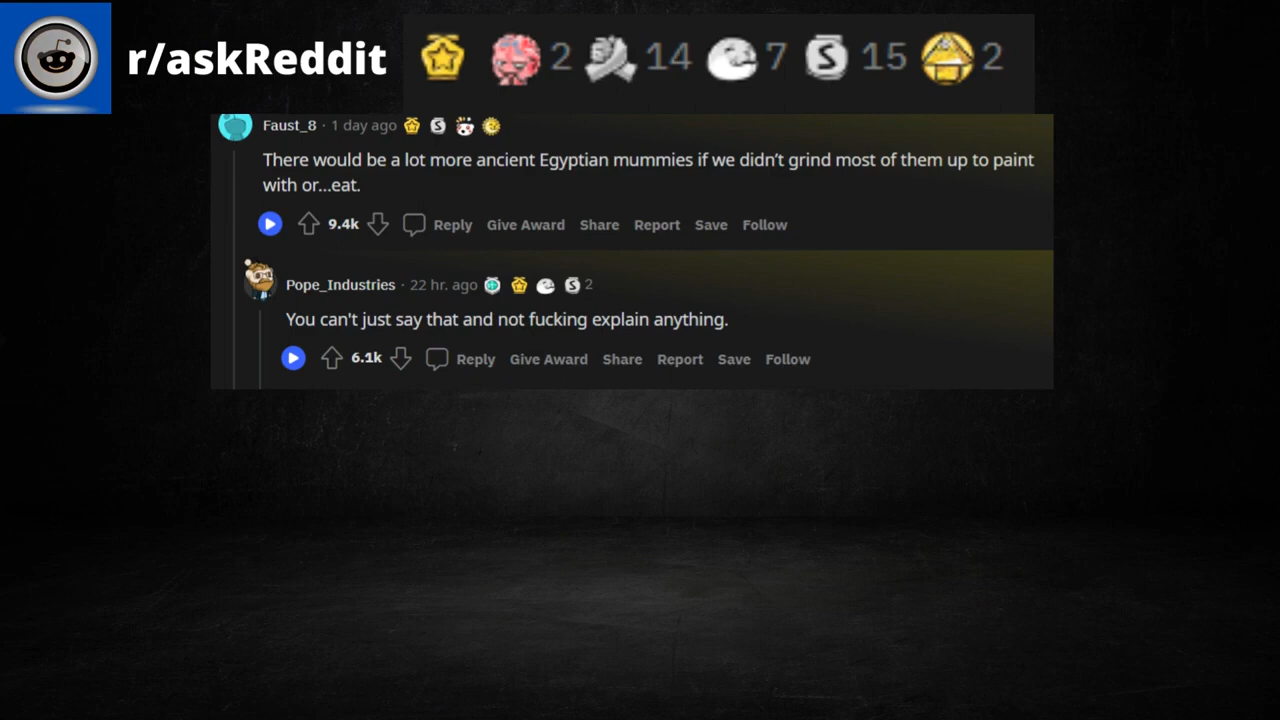 r/askReddit 2 14 7 15 2
Faust_8 · 1 day ago
There would be a lot more ancient Egyptian mummies if we didn’t grind most of them up to paint
with or...eat.
9.4k Reply Give Award Share Report Save Follow
Pope_Industries · 22 hr. ago 2
You can't just say that and not fucking explain anything.
6.1k Reply Give Award Share Report Save Follow